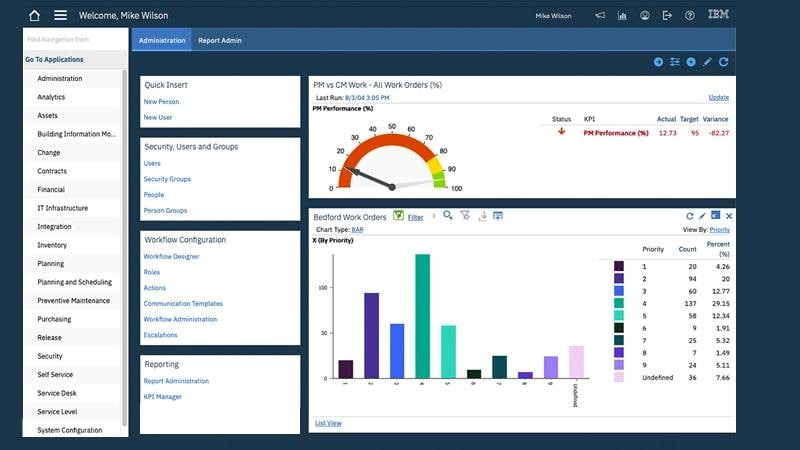 Welcome, Mike Wilson
Mike Wilson
IBM
Find Navigation Item
Go To Applications
Administration
Analytics
Assets
Building Information Mo...
Change
Contracts
Financial
IT Infrastructure
Integration
Inventory
Planning
Planning and Scheduling
Preventive Maintenance
Purchasing
Release
Security
Self Service
Service Desk
Service Level
System Configuration
Administration
Report Admin
Quick Insert
New Person
New User
Security, Users and Groups
Users
Security Groups
People
Person Groups
Workflow Configuration
Workflow Designer
Roles
Actions
Communication Templates
Workflow Administration
Escalations
Reporting
Report Administration
KPI Manager
PM vs CM Work - All Work Orders (%)
Last Run: 8/3/04 3:05 PM
Update
PM Performance (%)
0 10 20 30 40 50 60 70 80 90 100
Status KPI Actual Target Variance
PM Performance (%) 12.73 95 -82.27
Bedford Work Orders
Filter
Chart Type: BAR
View By: Priority
X (By Priority)
100
50
0
1 2 3 4 5 6 7 8 9 Undefined
Priority Count Percent (%)
1 20 4.26
2 94 20
3 60 12.77
4 137 29.15
5 58 12.34
6 9 1.91
7 25 5.32
8 7 1.49
9 24 5.11
Undefined 36 7.66
List View